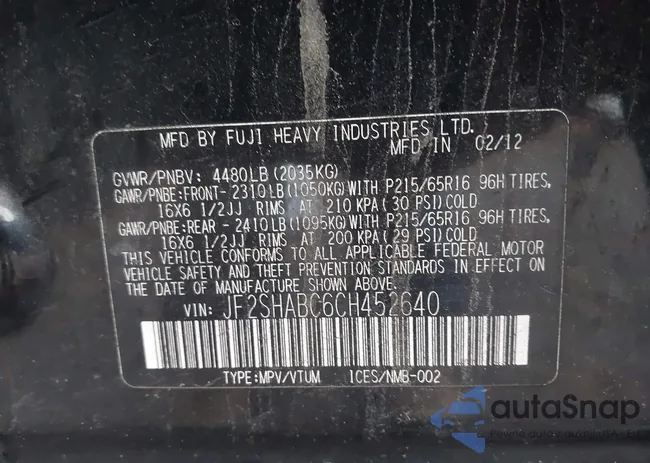 MFD BY FUJI HEAVY INDUSTRIES LTD.
MFD IN 02/12
GVWR/PNBV: 4480LB (2035KG)
GAWR/PNBE:FRONT-2310LB(1050KG)WITH P215/65R16 96H TIRES,
16X6 1/2JJ RIMS AT 210 KPA (30 PSI)COLD
GAWR/PNBE:REAR -2410LB(1095KG)WITH P215/65R16 96H TIRES,
16X6 1/2JJ RIMS AT 200 KPA (29 PSI)COLD
THIS VEHICLE CONFORMS TO ALL APPLICABLE FEDERAL MOTOR
VEHICLE SAFETY AND THEFT PREVENTION STANDARDS IN EFFECT ON
THE DATE OF MANUFACTURE SHOWN ABOVE.
VIN: JF2SHABC6CH452640
TYPE:MPV/VTUM 1CES/NMB-002
autaSnap